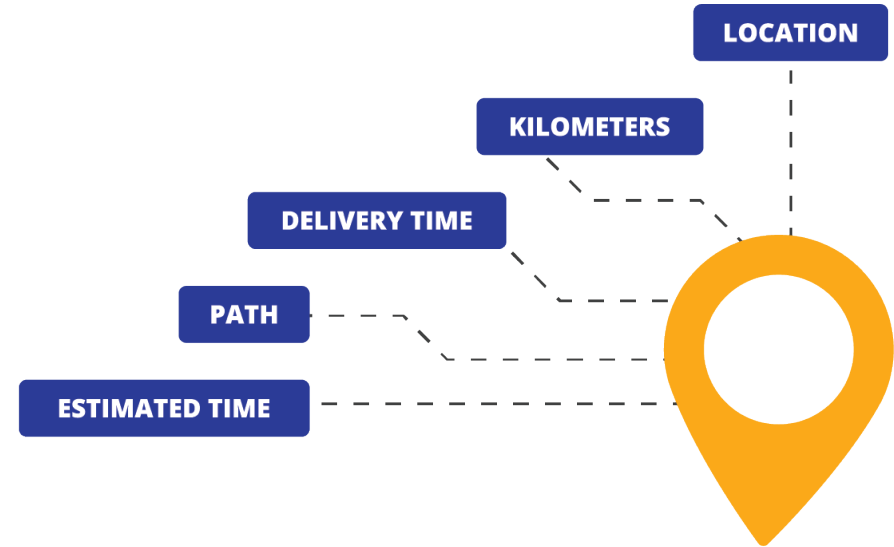 LOCATION
KILOMETERS
DELIVERY TIME
PATH
ESTIMATED TIME